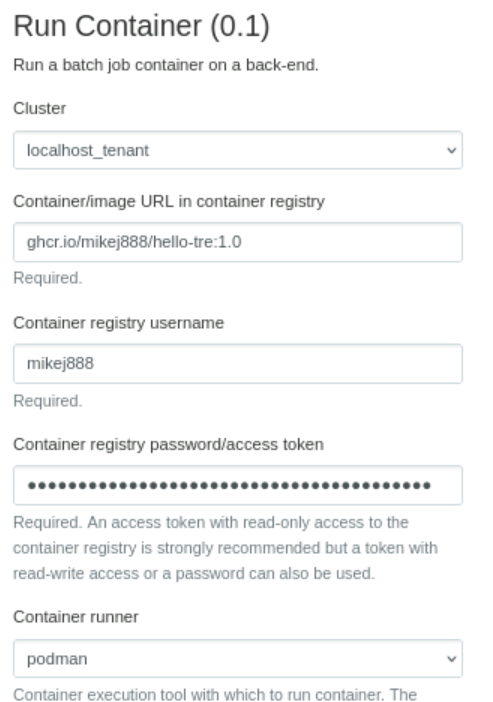 Run Container (0.1)
Run a batch job container on a back-end.
Cluster
localhost_tenant
Container/image URL in container registry
ghcr.io/mikej888/hello-tre:1.0
Required.
Container registry username
mikej888
Required.
Container registry password/access token
••••••••••••••••••••••••••••••••••••••••
Required. An access token with read-only access to the
container registry is strongly recommended but a token with
read-write access or a password can also be used.
Container runner
podman
Container execution tool with which to run container. The